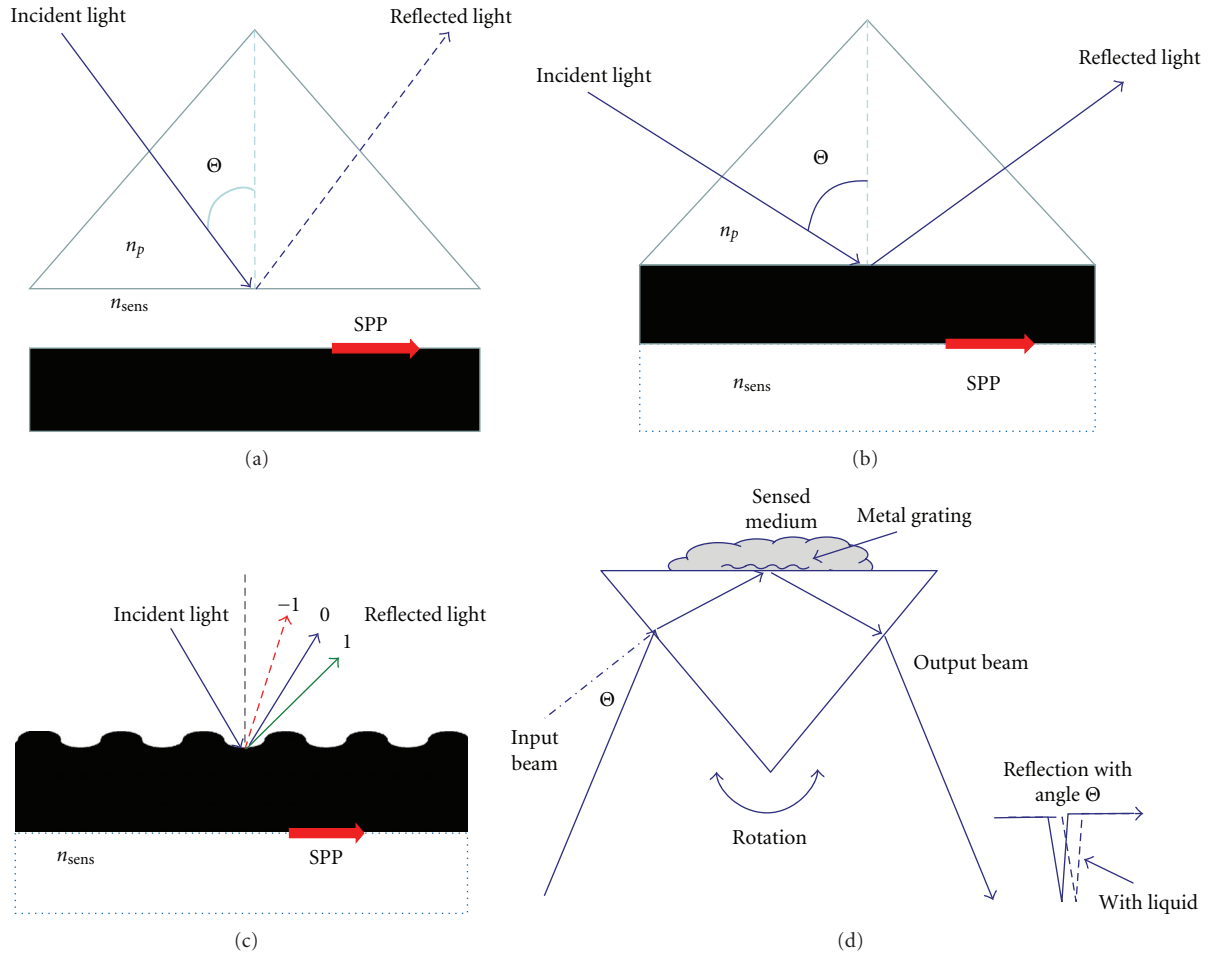 Incident light
Reflected light
Θ
n_p
n_sens
SPP
(a)
Incident light
Reflected light
Θ
n_p
n_sens
SPP
(b)
Incident light
−1
0
1
Reflected light
n_sens
SPP
(c)
Sensed
medium
Metal grating
Output beam
Θ
Input
beam
Rotation
Reflection with
angle Θ
With liquid
(d)